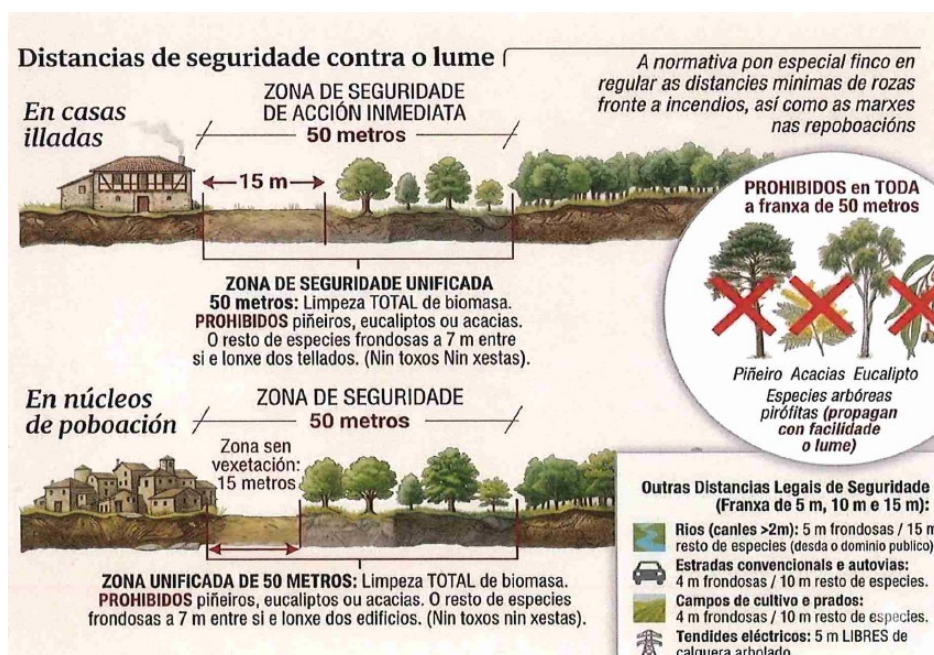 Distancias de seguridade contra o lume
A normativa pon especial finco en
regular as distancies minimas de rozas
fronte a incendios, así como as marxes
nas repoboacións
En casas
illadas
ZONA DE SEGURIDADE
DE ACCIÓN INMEDIATA
50 metros
15 m
ZONA DE SEGURIDADE UNIFICADA
50 metros: Limpeza TOTAL de biomasa.
PROHIBIDOS piñeiros, eucaliptos ou acacias.
O resto de especies frondosas a 7 m entre
si e lonxe dos tellados. (Nin toxos Nin xestas).
PROHIBIDOS en TODA
a franxa de 50 metros
Piñeiro Acacias Eucalipto
Especies arbóreas
pirófitas (propagan
con facilidade
o lume)
En núcleos
de poboación
ZONA DE SEGURIDADE
50 metros
Zona sen
vexetación:
15 metros
ZONA UNIFICADA DE 50 METROS: Limpeza TOTAL de biomasa.
PROHIBIDOS piñeiros, eucaliptos ou acacias. O resto de especies
frondosas a 7 m entre si e lonxe dos edificios. (Nin toxos nin xestas).
Outras Distancias Legais de Seguridade
(Franxa de 5 m, 10 m e 15 m):
Rios (canles >2m): 5 m frondosas / 15 m
resto de especies (desda o dominio publico)
Estradas convencionais e autovias:
4 m frondosas / 10 m resto de especies.
Campos de cultivo e prados:
4 m frondosas / 10 m resto de especies.
Tendides eléctricos: 5 m LIBRES de
calquera arbolado